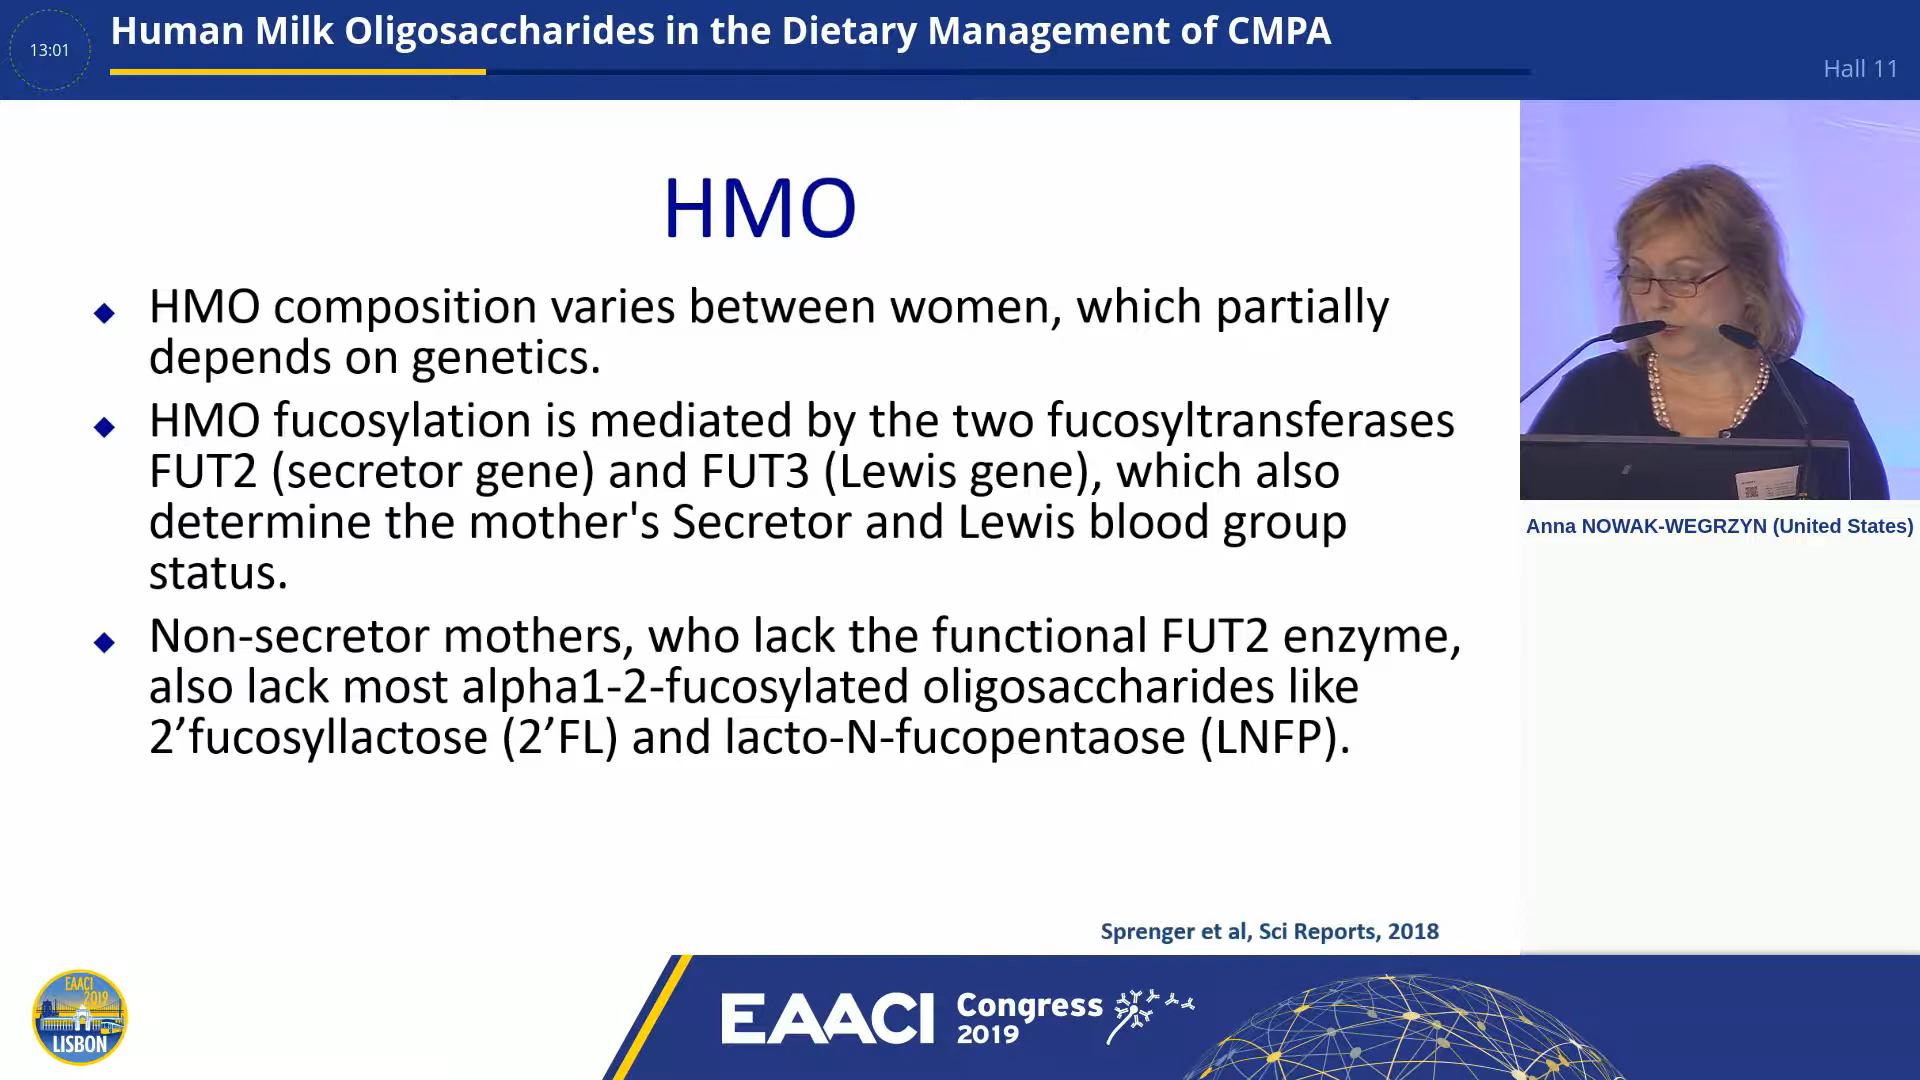 13:01
Human Milk Oligosaccharides in the Dietary Management of CMPA
Hall 11
HMO
HMO composition varies between women, which partially
depends on genetics.
HMO fucosylation is mediated by the two fucosyltransferases
FUT2 (secretor gene) and FUT3 (Lewis gene), which also
determine the mother's Secretor and Lewis blood group
status.
Non-secretor mothers, who lack the functional FUT2 enzyme,
also lack most alpha1-2-fucosylated oligosaccharides like
2’fucosyllactose (2’FL) and lacto-N-fucopentaose (LNFP).
Sprenger et al, Sci Reports, 2018
Anna NOWAK-WEGRZYN (United States)
EAACI
2019
LISBON
EAACI Congress
2019